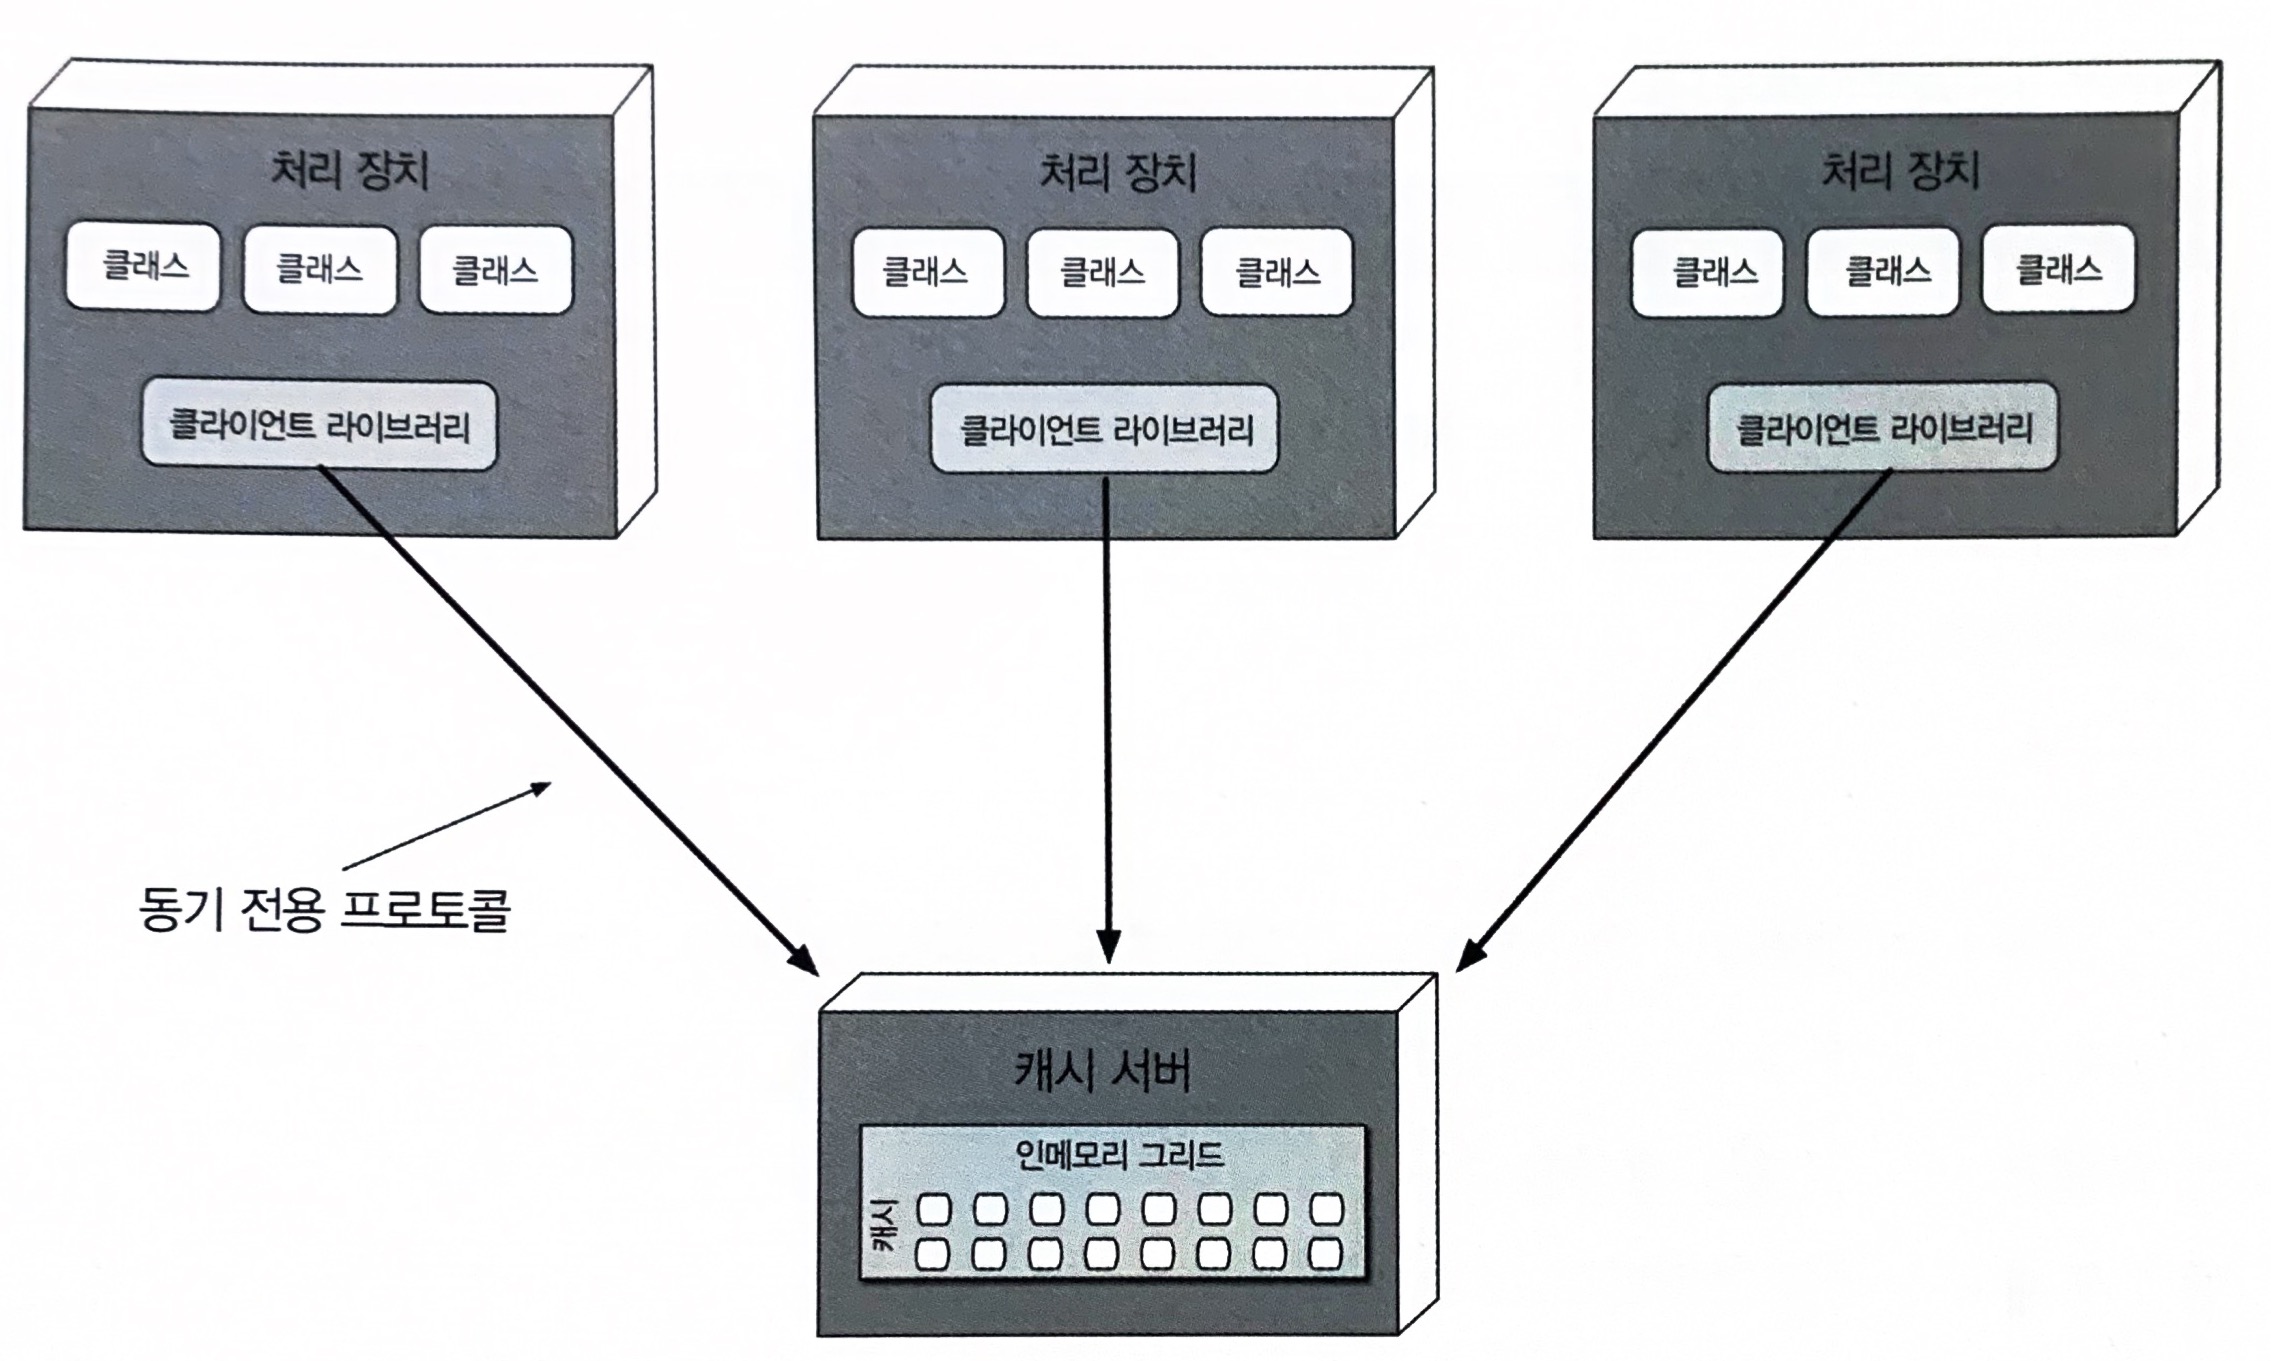 처리 장치
클래스 클래스 클래스
클라이언트 라이브러리
처리 장치
클래스 클래스 클래스
클라이언트 라이브러리
처리 장치
클래스 클래스 클래스
클라이언트 라이브러리
동기 전용 프로토콜
캐시 서버
인메모리 그리드
캐시